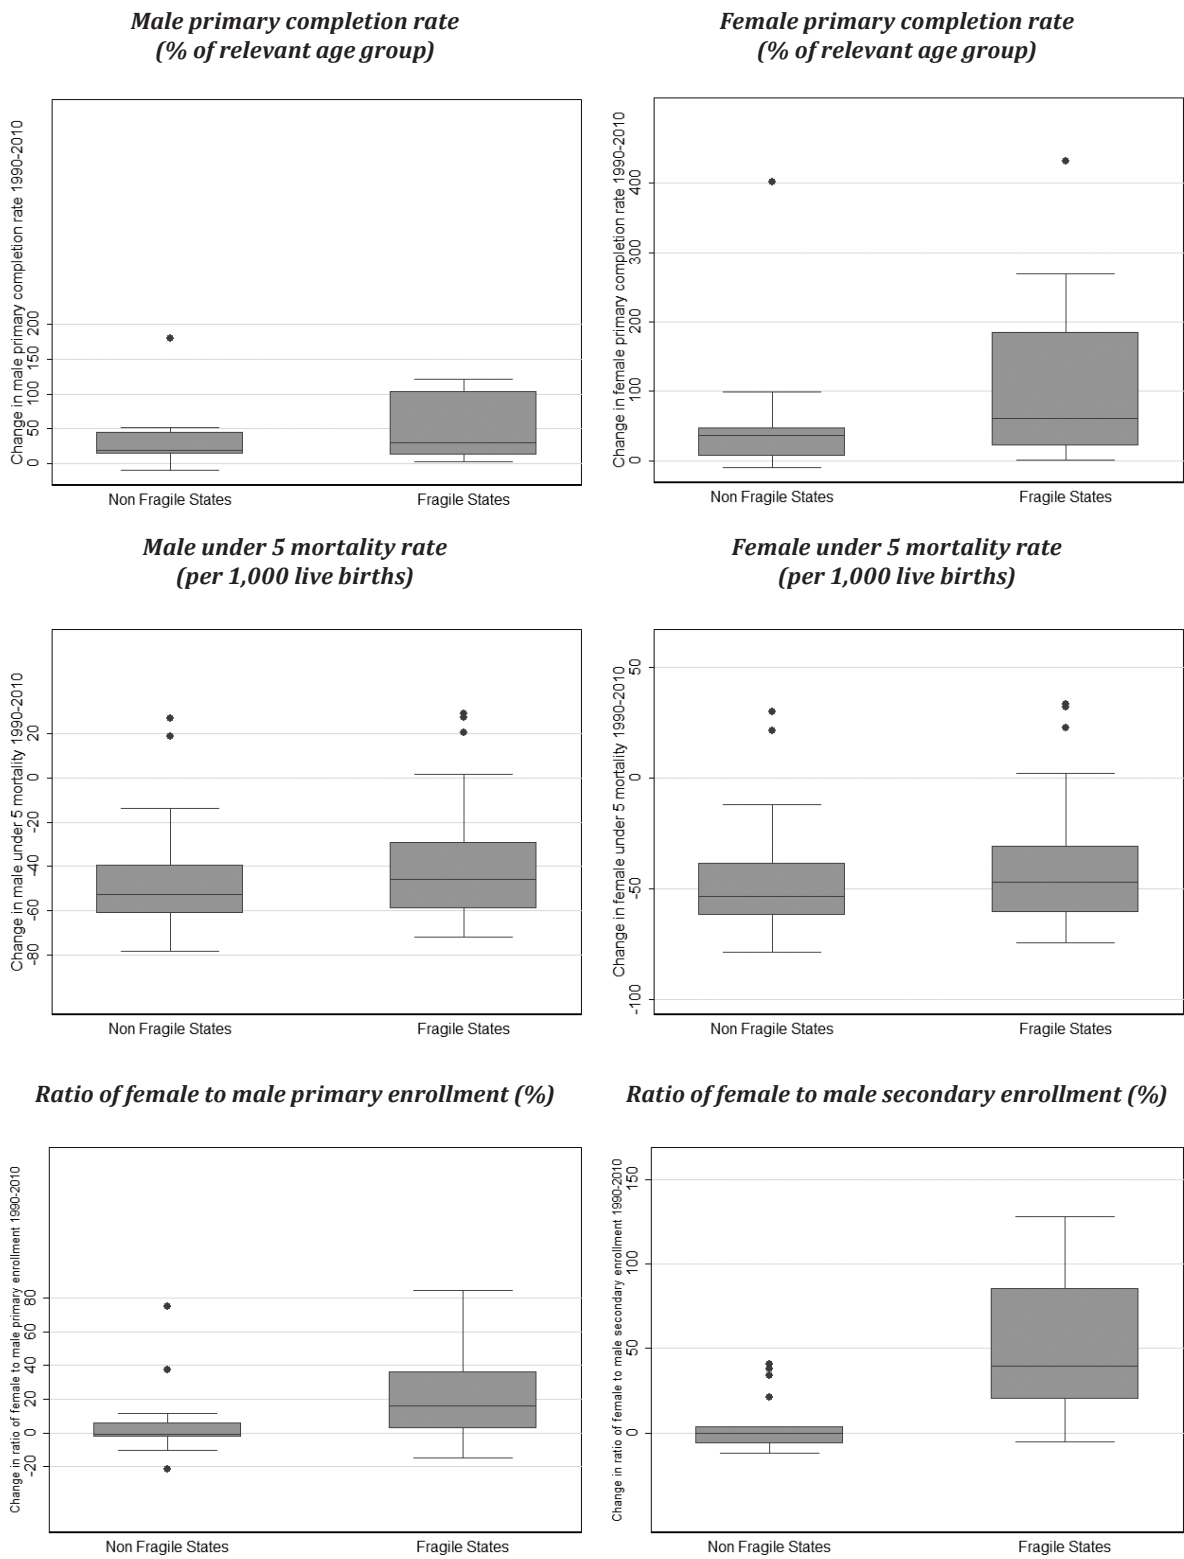 Male primary completion rate
(% of relevant age group)
Female primary completion rate
(% of relevant age group)
Change in male primary completion rate 1990-2010
200
150
100
50
0
Non Fragile States
Fragile States
Change in female primary completion rate 1990-2010
400
300
200
100
0
Non Fragile States
Fragile States
Male under 5 mortality rate
(per 1,000 live births)
Female under 5 mortality rate
(per 1,000 live births)
Change in male under 5 mortality 1990-2010
20
0
-20
-40
-60
-80
Non Fragile States
Fragile States
Change in female under 5 mortality 1990-2010
50
0
-50
-100
Non Fragile States
Fragile States
Ratio of female to male primary enrollment (%)
Ratio of female to male secondary enrollment (%)
Change in ratio of female to male primary enrollment 1990-2010
80
60
40
20
0
-20
Non Fragile States
Fragile States
Change in ratio of female to male secondary enrollment 1990-2010
150
100
50
0
Non Fragile States
Fragile States